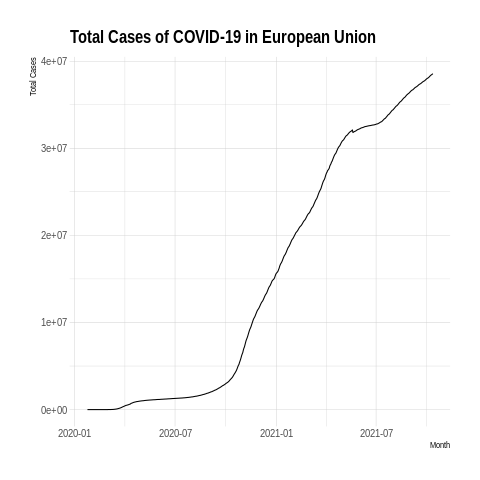 Total Cases of COVID-19 in European Union
Total Cases
4e+07
3e+07
2e+07
1e+07
0e+00
2020-01 2020-07 2021-01 2021-07
Month